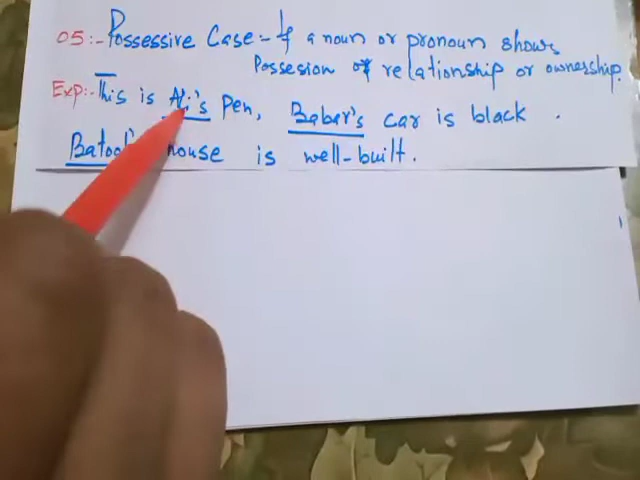 05:- Possessive Case:- If a noun or pronoun shows
Possesion of relationship or ownership.
Exp:- This is Ali's Pen, Babar's car is black .
house is well-built.